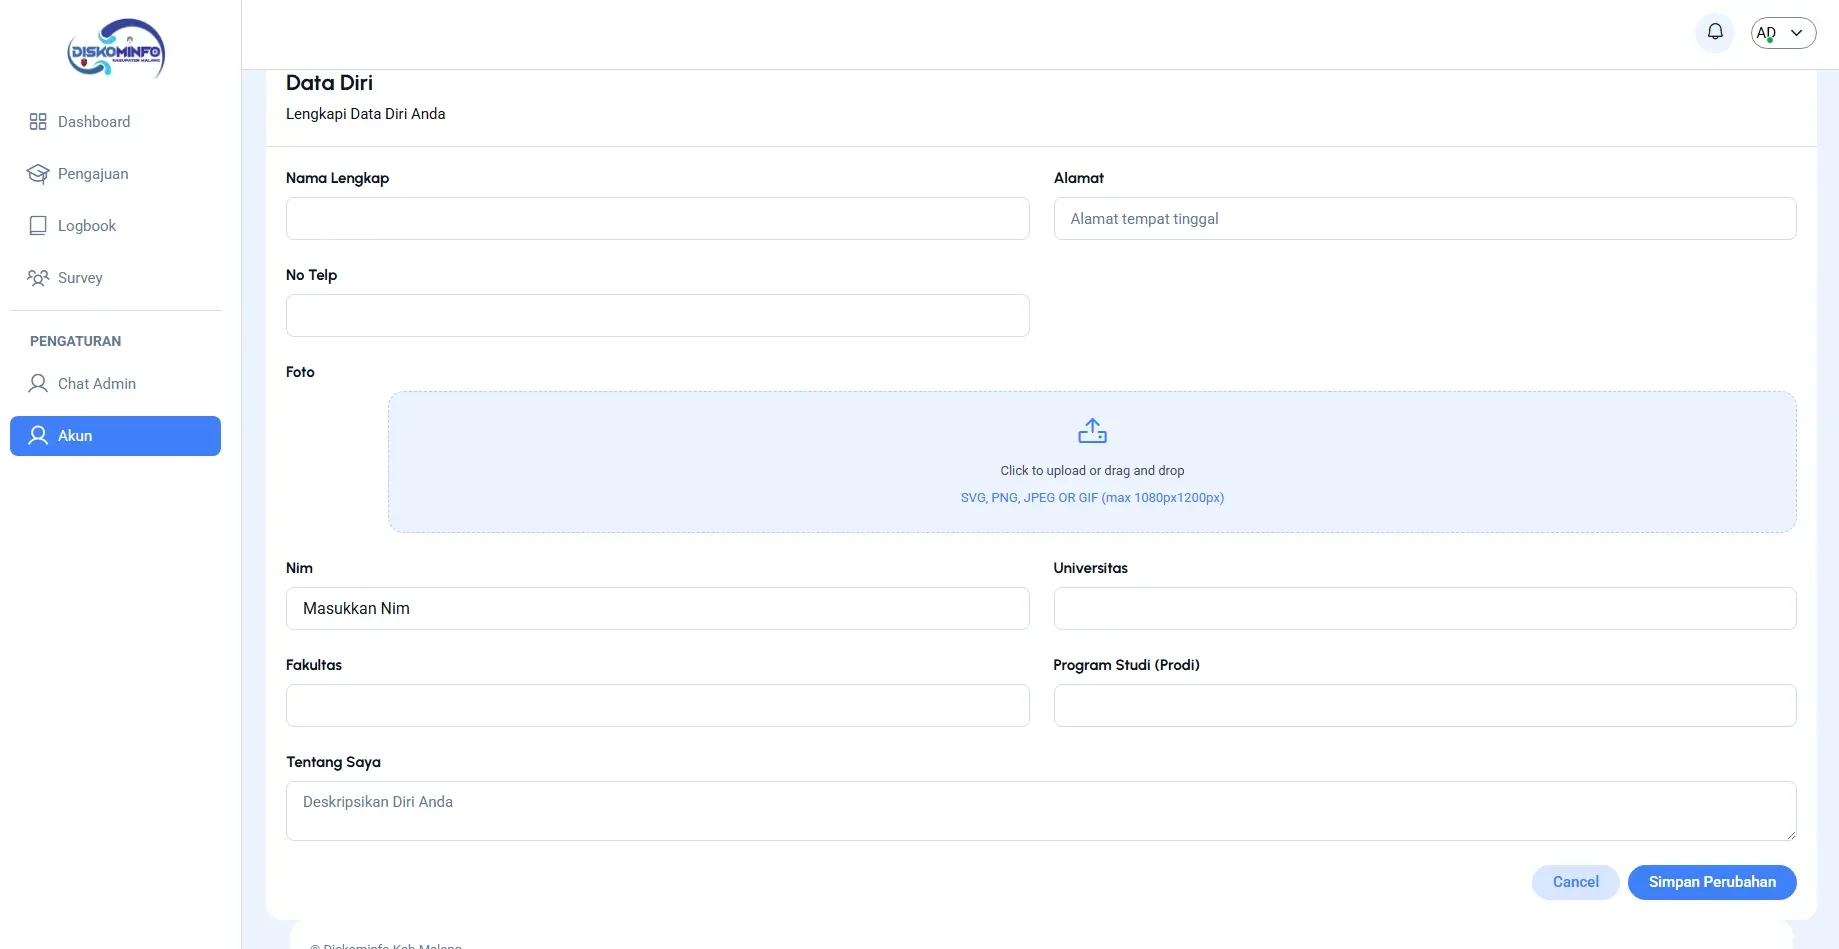 DISKOMINFO
KABUPATEN MALANG
AD
Dashboard
Pengajuan
Logbook
Survey
PENGATURAN
Chat Admin
Akun
Data Diri
Lengkapi Data Diri Anda
Nama Lengkap
Alamat
Alamat tempat tinggal
No Telp
Foto
Click to upload or drag and drop
SVG, PNG, JPEG OR GIF (max 1080px1200px)
Nim
Universitas
Masukkan Nim
Fakultas
Program Studi (Prodi)
Tentang Saya
Deskripsikan Diri Anda
Cancel
Simpan Perubahan
© Diskominfo Kab Malang